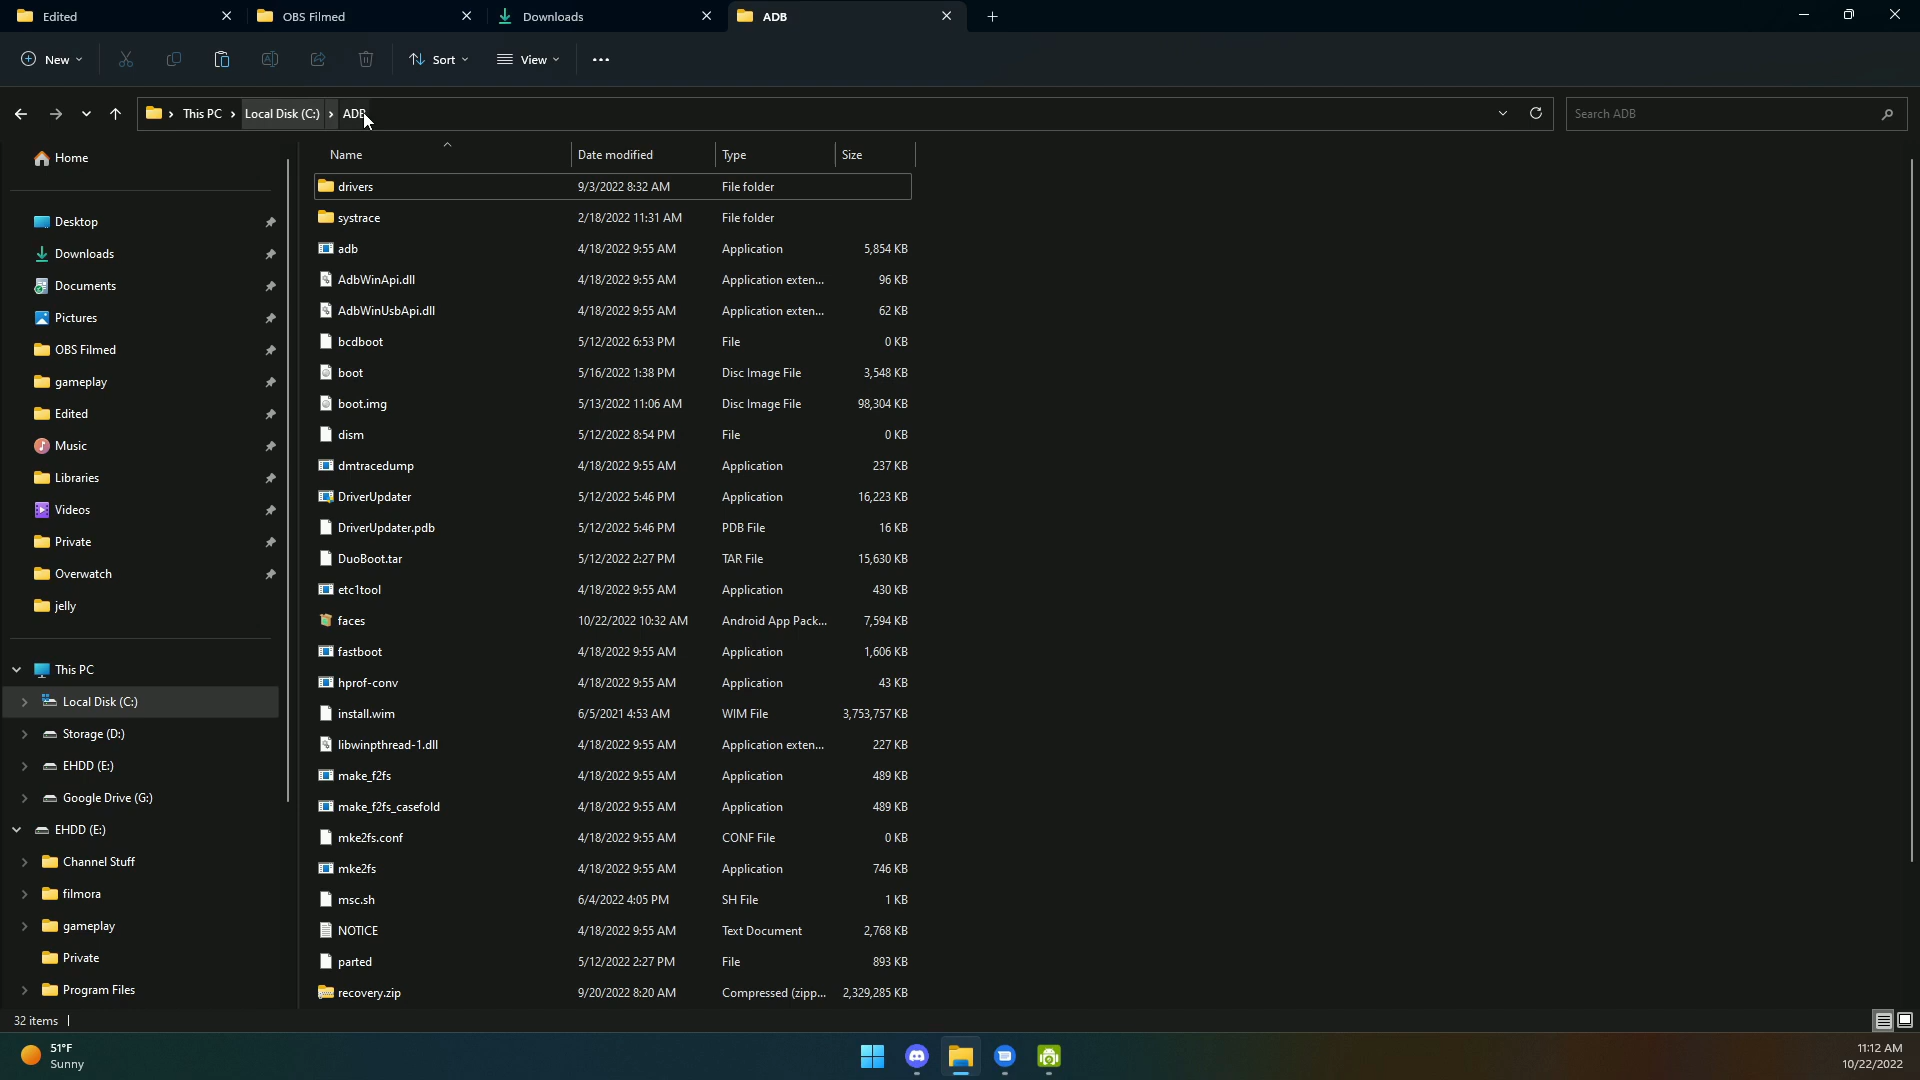 Edited
OBS Filmed
Downloads
ADB
New
Sort
View
This PC
Local Disk (C:)
ADB
Search ADB
Home
Desktop
Downloads
Documents
Pictures
OBS Filmed
gameplay
Edited
Music
Libraries
Videos
Private
Overwatch
jelly
This PC
Local Disk (C:)
Storage (D:)
EHDD (E:)
Google Drive (G:)
EHDD (E:)
Channel Stuff
filmora
gameplay
Private
Program Files
Name Date modified Type Size
drivers 9/3/2022 8:32 AM File folder
systrace 2/18/2022 11:31 AM File folder
adb 4/18/2022 9:55 AM Application 5,854 KB
AdbWinApi.dll 4/18/2022 9:55 AM Application exten... 96 KB
AdbWinUsbApi.dll 4/18/2022 9:55 AM Application exten... 62 KB
bcdboot 5/12/2022 6:53 PM File 0 KB
boot 5/16/2022 1:38 PM Disc Image File 3,548 KB
boot.img 5/13/2022 11:06 AM Disc Image File 98,304 KB
dism 5/12/2022 8:54 PM File 0 KB
dmtracedump 4/18/2022 9:55 AM Application 237 KB
DriverUpdater 5/12/2022 5:46 PM Application 16,223 KB
DriverUpdater.pdb 5/12/2022 5:46 PM PDB File 16 KB
DuoBoot.tar 5/12/2022 2:27 PM TAR File 15,630 KB
etc1tool 4/18/2022 9:55 AM Application 430 KB
faces 10/22/2022 10:32 AM Android App Pack... 7,594 KB
fastboot 4/18/2022 9:55 AM Application 1,606 KB
hprof-conv 4/18/2022 9:55 AM Application 43 KB
install.wim 6/5/2021 4:53 AM WIM File 3,753,757 KB
libwinpthread-1.dll 4/18/2022 9:55 AM Application exten... 227 KB
make_f2fs 4/18/2022 9:55 AM Application 489 KB
make_f2fs_casefold 4/18/2022 9:55 AM Application 489 KB
mke2fs.conf 4/18/2022 9:55 AM CONF File 0 KB
mke2fs 4/18/2022 9:55 AM Application 746 KB
msc.sh 6/4/2022 4:05 PM SH File 1 KB
NOTICE 4/18/2022 9:55 AM Text Document 2,768 KB
parted 5/12/2022 2:27 PM File 893 KB
recovery.zip 9/20/2022 8:20 AM Compressed (zipp... 2,329,285 KB
32 items
51°F
Sunny
11:12 AM
10/22/2022